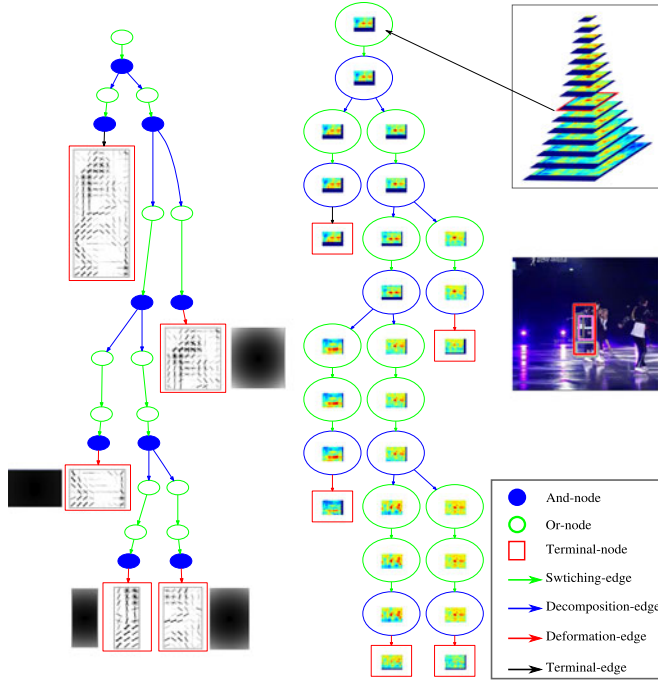 And-node
Or-node
Terminal-node
Swtiching-edge
Decomposition-edge
Deformation-edge
Terminal-edge